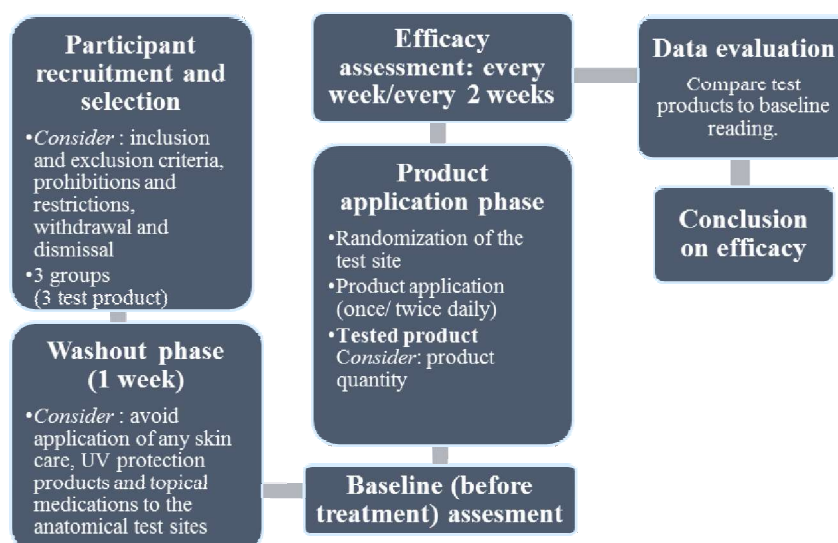 Participant
recruitment and
selection
•Consider : inclusion
and exclusion criteria,
prohibitions and
restrictions,
withdrawal and
dismissal
•3 groups
(3 test product)
Washout phase
(1 week)
•Consider : avoid
application of any skin
care, UV protection
products and topical
medications to the
anatomical test sites
Baseline (before
treatment) assesment
Product
application phase
•Randomization of the
test site
•Product application
(once/ twice daily)
•Tested product
Consider: product
quantity
Efficacy
assessment: every
week/every 2 weeks
Data evaluation
Compare test
products to baseline
reading.
Conclusion
on efficacy